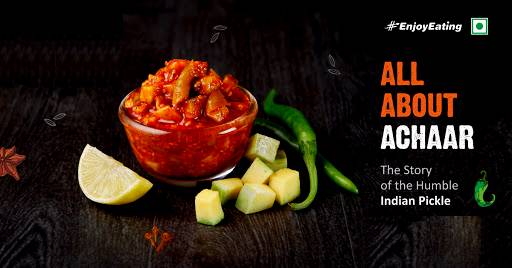 #EnjoyEating
ALL
ABOUT
ACHAAR
The Story
of the Humble
Indian Pickle